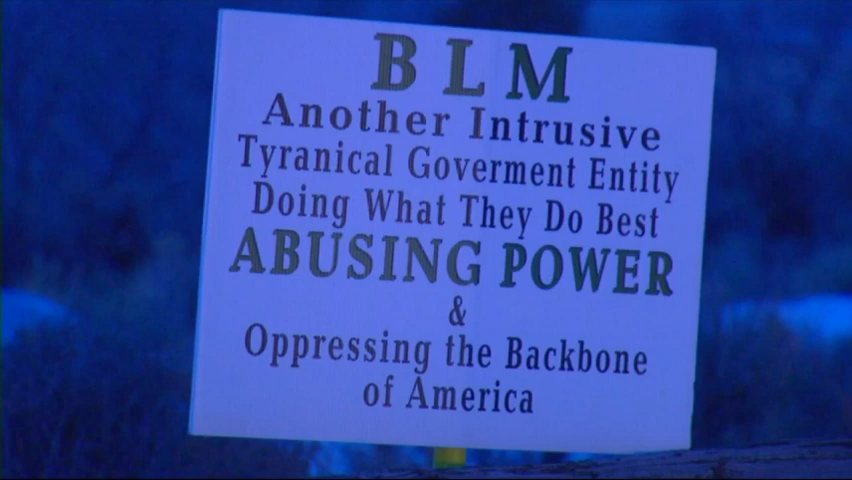 BLM
Another Intrusive
Tyranical Goverment Entity
Doing What They Do Best
ABUSING POWER
&
Oppressing the Backbone
of America